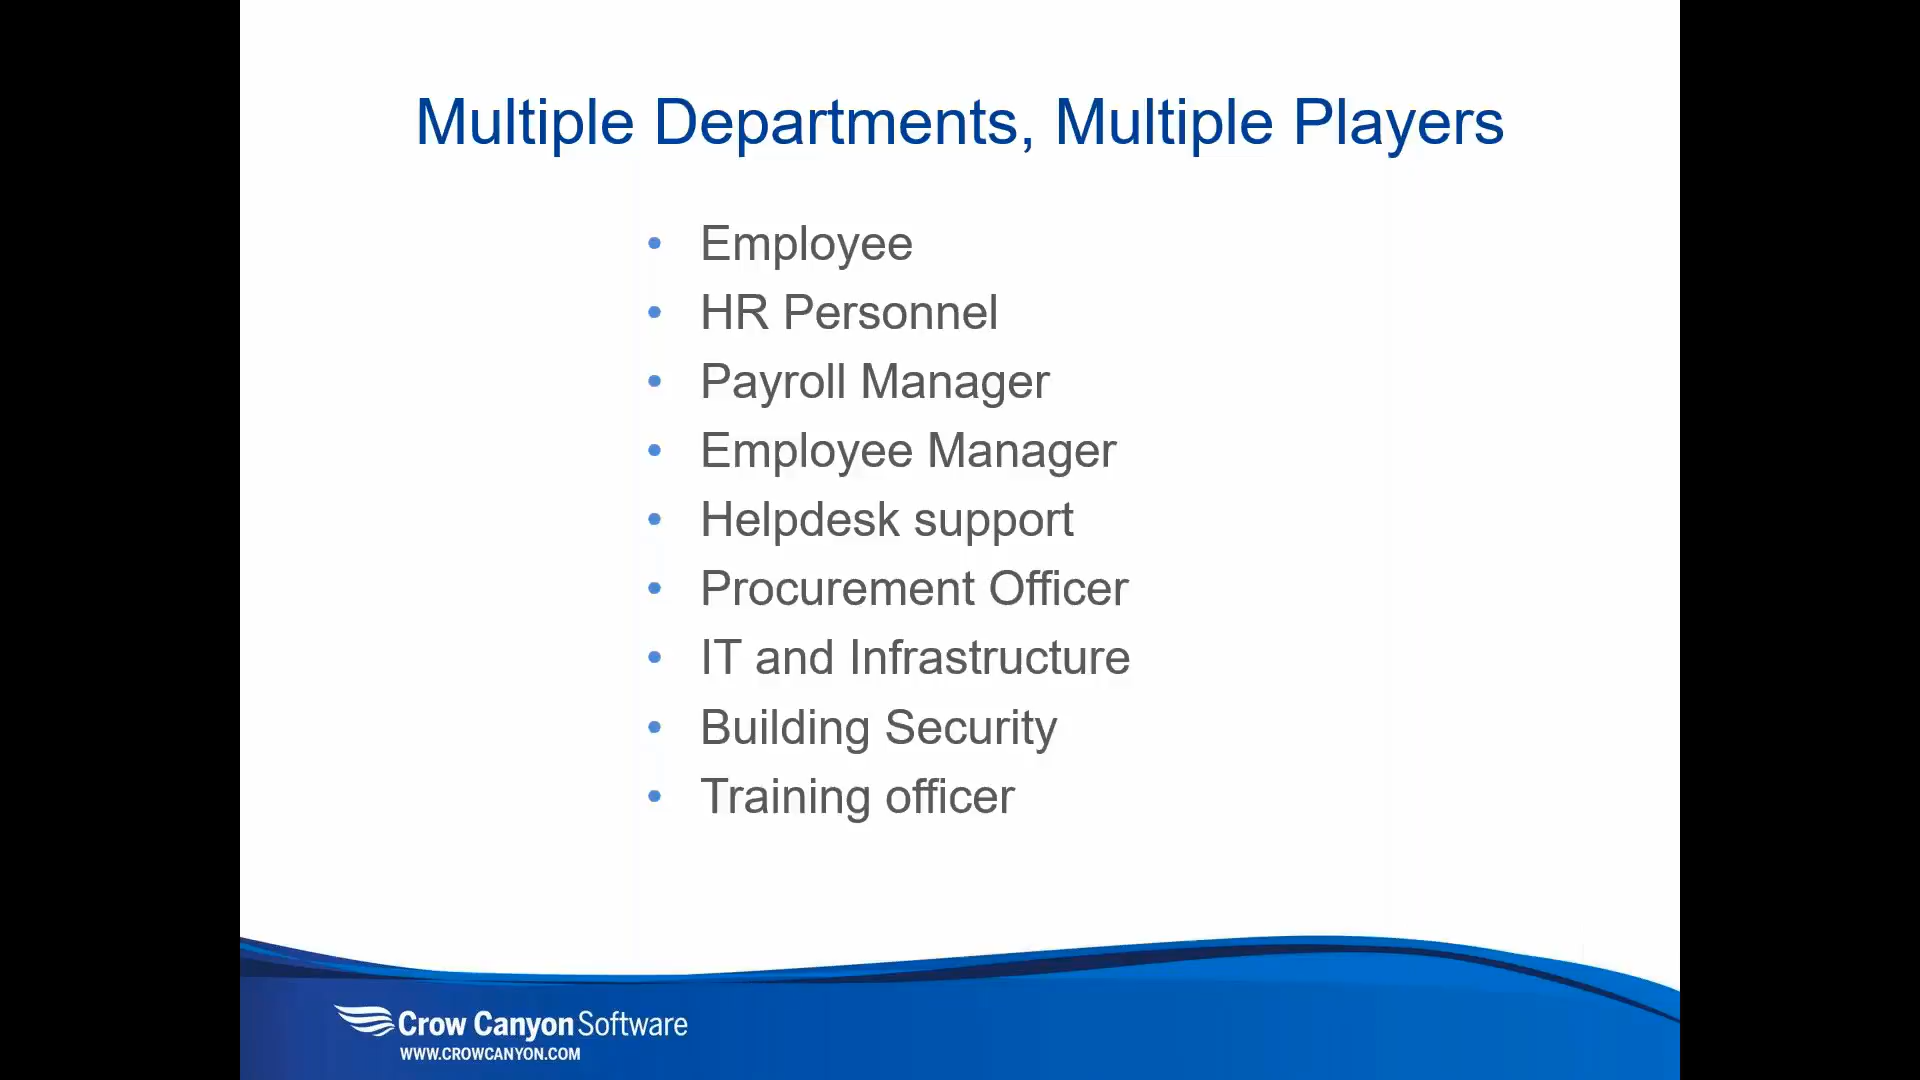 Multiple Departments, Multiple Players
• Employee
• HR Personnel
• Payroll Manager
• Employee Manager
• Helpdesk support
• Procurement Officer
• IT and Infrastructure
• Building Security
• Training officer
Crow Canyon Software
WWW.CROWCANYON.COM